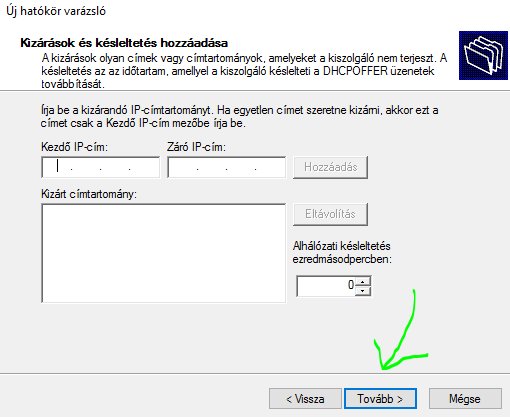 Új hatókör varázsló
Kizárások és késleltetés hozzáadása
A kizárások olyan címek vagy címtartományok, amelyeket a kiszolgáló nem terjeszt. A
késleltetés az az időtartam, amellyel a kiszolgáló késlelteti a DHCPOFFER üzenetek
továbbítását.
Írja be a kizárandó IP-címtartományt. Ha egyetlen címet szeretne kizárni, akkor ezt a
címet csak a Kezdő IP-cím mezőbe írja be.
Kezdő IP-cím:
Záró IP-cím:
. . .
. . .
Hozzáadás
Kizárt címtartomány:
Eltávolítás
Alhálózati késleltetés
ezredmásodpercben:
0
< Vissza
Tovább >
Mégse